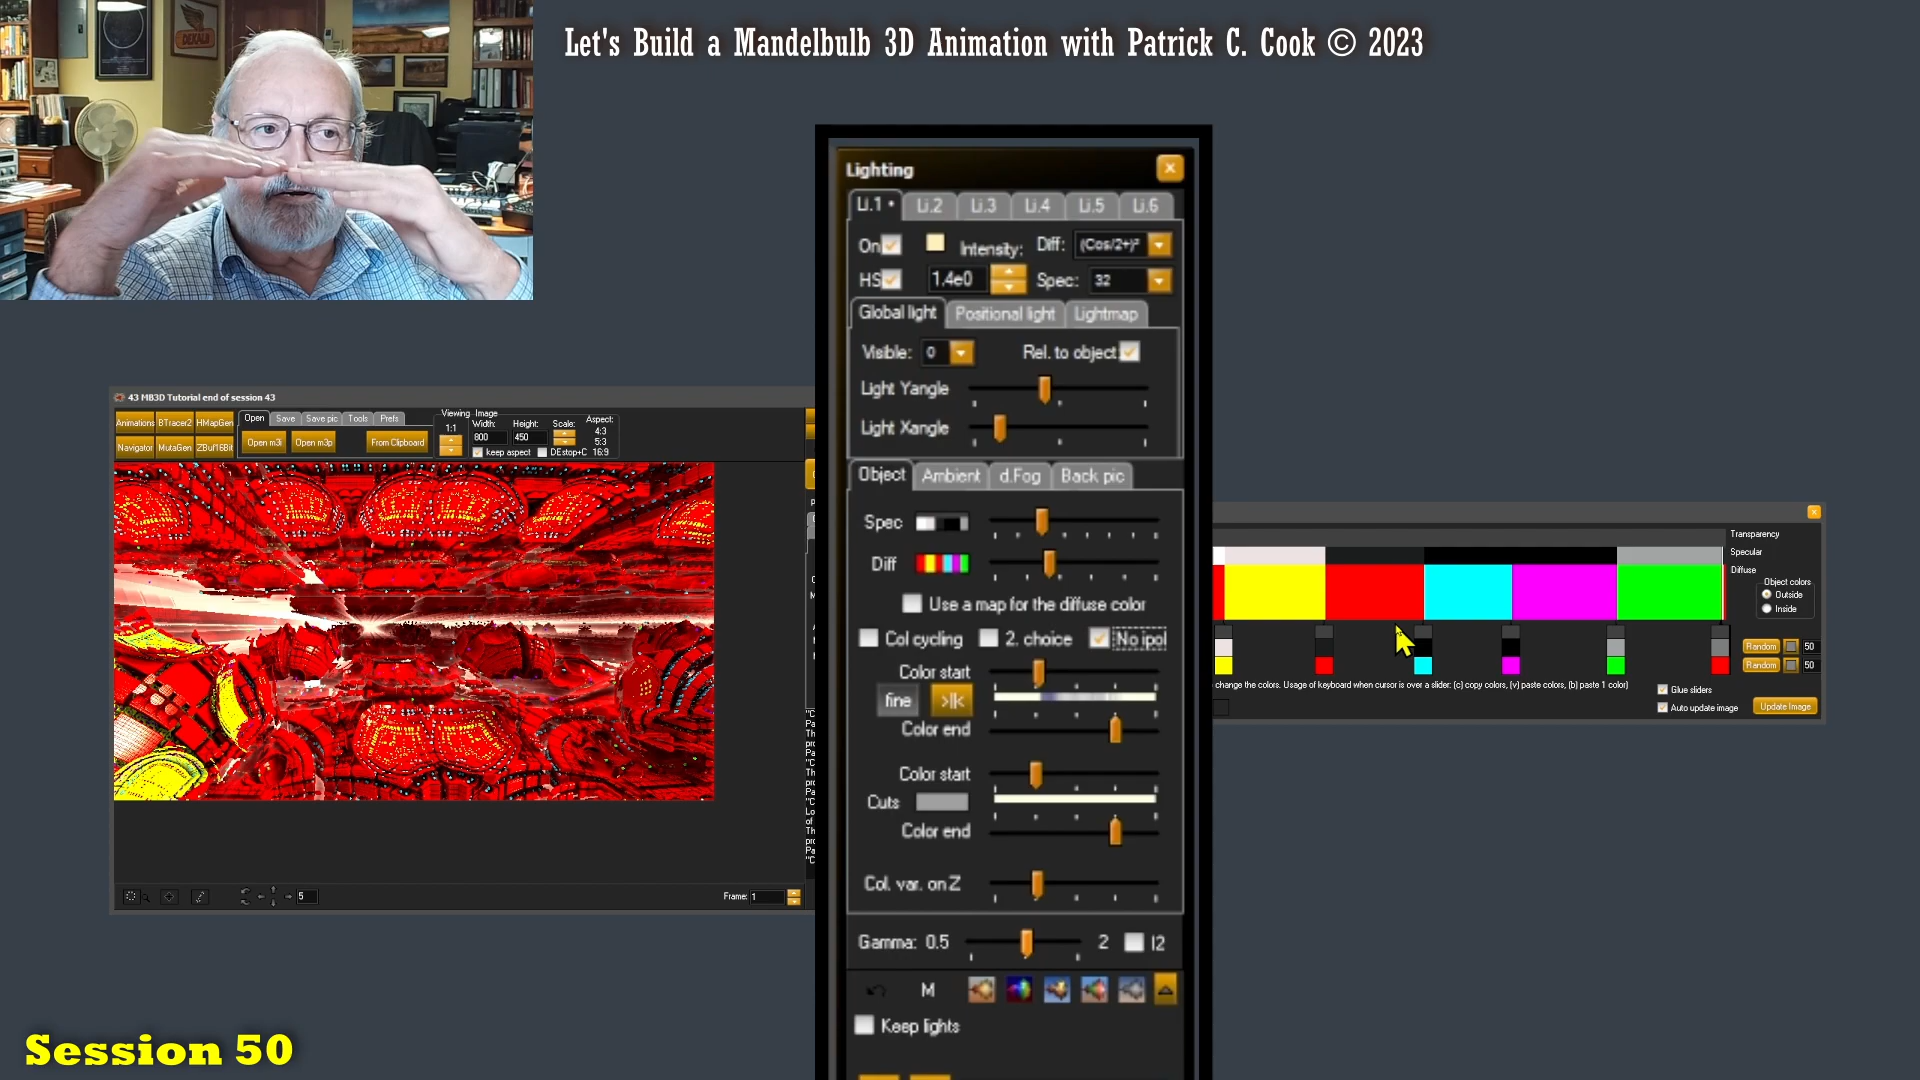 Let's Build a Mandelbulb 3D Animation with Patrick C. Cook © 2023
DEKALB
Lighting
Li.1 Li.2 Li.3 Li.4 Li.5 Li.6
On Intensity: Diff: (Cos/2+)²
HS 1.4e0 Spec: 32
Global light Positional light Lightmap
Visible: 0 Rel. to object
Light Yangle
Light Xangle
Object Ambient d.Fog Back pic
Spec
Diff
Use a map for the diffuse color
Col cycling 2. choice No ipol
Color start
fine >|<
Color end
Color start
Cuts
Color end
Col. var. on Z
Gamma: 0.5 2 I2
M
Keep lights
43 MB3D Tutorial end of session 43
Animations BTracer2 HMapGen
Navigator MutaGen ZBuf16Bit
Open Save Save pic Tools Prefs
Open m3i Open m3p From Clipboard
Viewing
1:1
Image
Width: Height: Scale: Aspect:
800 450
4:3
5:3
16:9
keep aspect DEstop+C
5
Frame: 1
Transparency
Specular
Diffuse
Object colors
Outside
Inside
Random 50
Random 50
change the colors. Usage of keyboard when cursor is over a slider: (c) copy colors, (v) paste colors, (b) paste 1 color)
Glue sliders
Auto update image
Update Image
Session 50